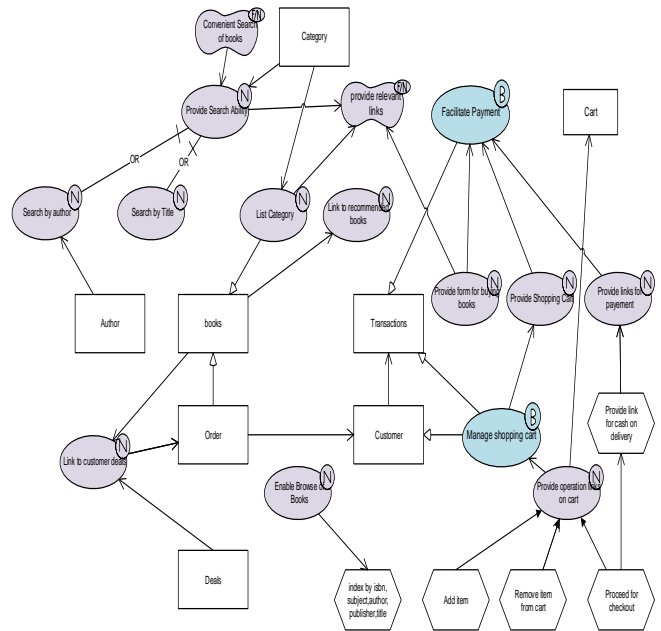 F/N
Convenient Search
of books
Category
N
Provide Search Ability
F/N
provide relevant
links
B
Facilitate Payment
Cart
OR
OR
N
Search by author
N
Search by Title
N
List Category
N
Link to recommended
books
N
Provide form for buying
books
N
Provide Shopping Cart
N
Provide links for
payement
Author
books
Transactions
N
Link to customer deals
Order
Customer
B
Manage shopping cart
Provide link
for cash on
delivery
N
Enable Browse of
Books
N
Provide operation links
on cart
Deals
index by isbn,
subject,author,
publisher,title
Add item
Remove item
from cart
Proceed for
checkout